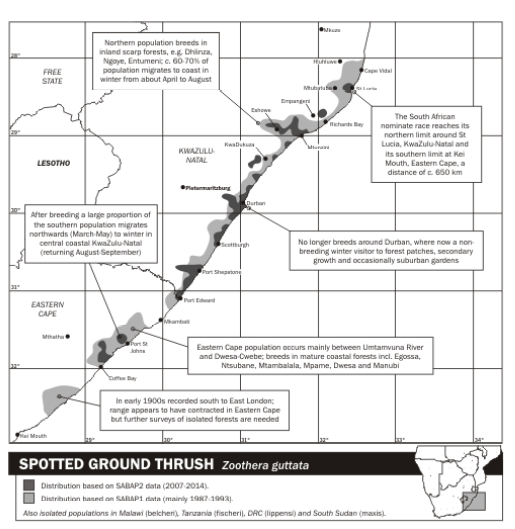 Mkuze
Northern population breeds in
inland scarp forests, e.g. Dhlinza,
Ngoye, Entumeni; c. 60-70% of
population migrates to coast in
winter from about April to August
28°
Hluhluwe
Cape Vidal
FREE
STATE
Mtubatuba
St Lucia
Empangeni
Eshowe
Richards Bay
The South African
nominate race reaches its
northern limit around St
Lucia, KwaZulu-Natal and
its southern limit at Kei
Mouth, Eastern Cape, a
distance of c. 650 km
29°
KwaDukuza
Mtunzini
KWAZULU-
NATAL
LESOTHO
Pietermaritzburg
Durban
30°
After breeding a large proportion of
the southern population migrates
northwards (March-May) to winter in
central coastal KwaZulu-Natal
(returning August-September)
No longer breeds around Durban, where now a non-
breeding winter visitor to forest patches, secondary
growth and occasionally suburban gardens
Scottburgh
Port Shepstone
31°
Port Edward
EASTERN
CAPE
Mkambati
Mthatha
Port St
Johns
Eastern Cape population occurs mainly between Umtamvuna River
and Dwesa-Cwebe; breeds in mature coastal forests incl. Egossa,
Ntsubane, Mtambalala, Mpame, Dwesa and Manubi
32°
Coffee Bay
In early 1900s recorded south to East London;
range appears to have contracted in Eastern Cape
but further surveys of isolated forests are needed
Kei Mouth
29° 30° 31° 32° 33° 34°
SPOTTED GROUND THRUSH Zoothera guttata
Distribution based on SABAP2 data (2007-2014).
Distribution based on SABAP1 data (mainly 1987-1993).
Also isolated populations in Malawi (belcheri), Tanzania (fischeri), DRC (lippensi) and South Sudan (maxis).